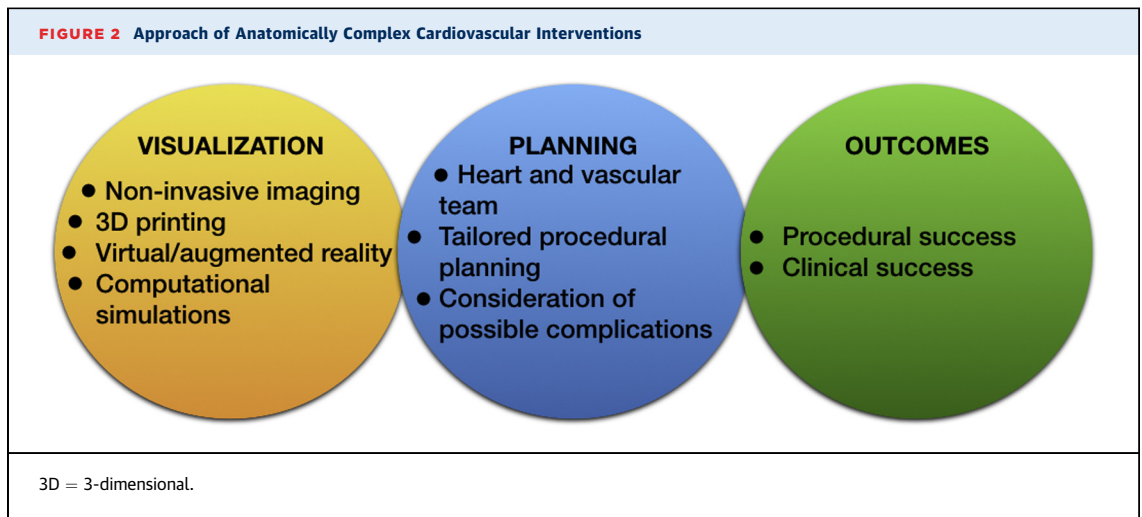 FIGURE 2 Approach of Anatomically Complex Cardiovascular Interventions
VISUALIZATION
● Non-invasive imaging
● 3D printing
● Virtual/augmented reality
● Computational
simulations
PLANNING
● Heart and vascular
team
● Tailored procedural
planning
● Consideration of
possible complications
OUTCOMES
● Procedural success
● Clinical success
3D = 3-dimensional.